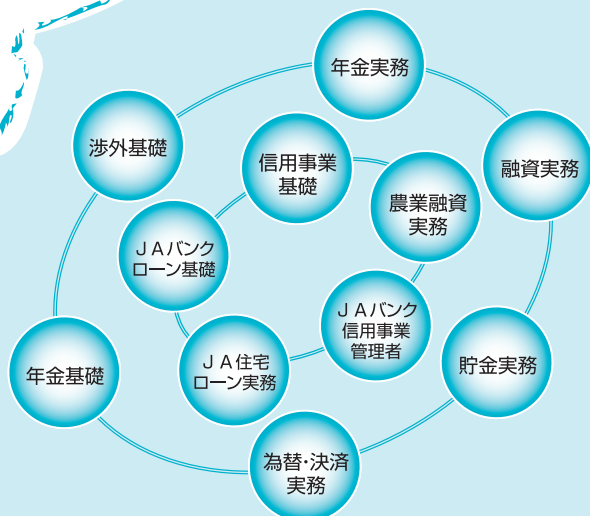 年金実務
渉外基礎
信用事業
基礎
融資実務
農業融資
実務
ＪＡバンク
ローン基礎
ＪＡバンク
信用事業
管理者
ＪＡ住宅
ローン実務
貯金実務
年金基礎
為替・決済
実務